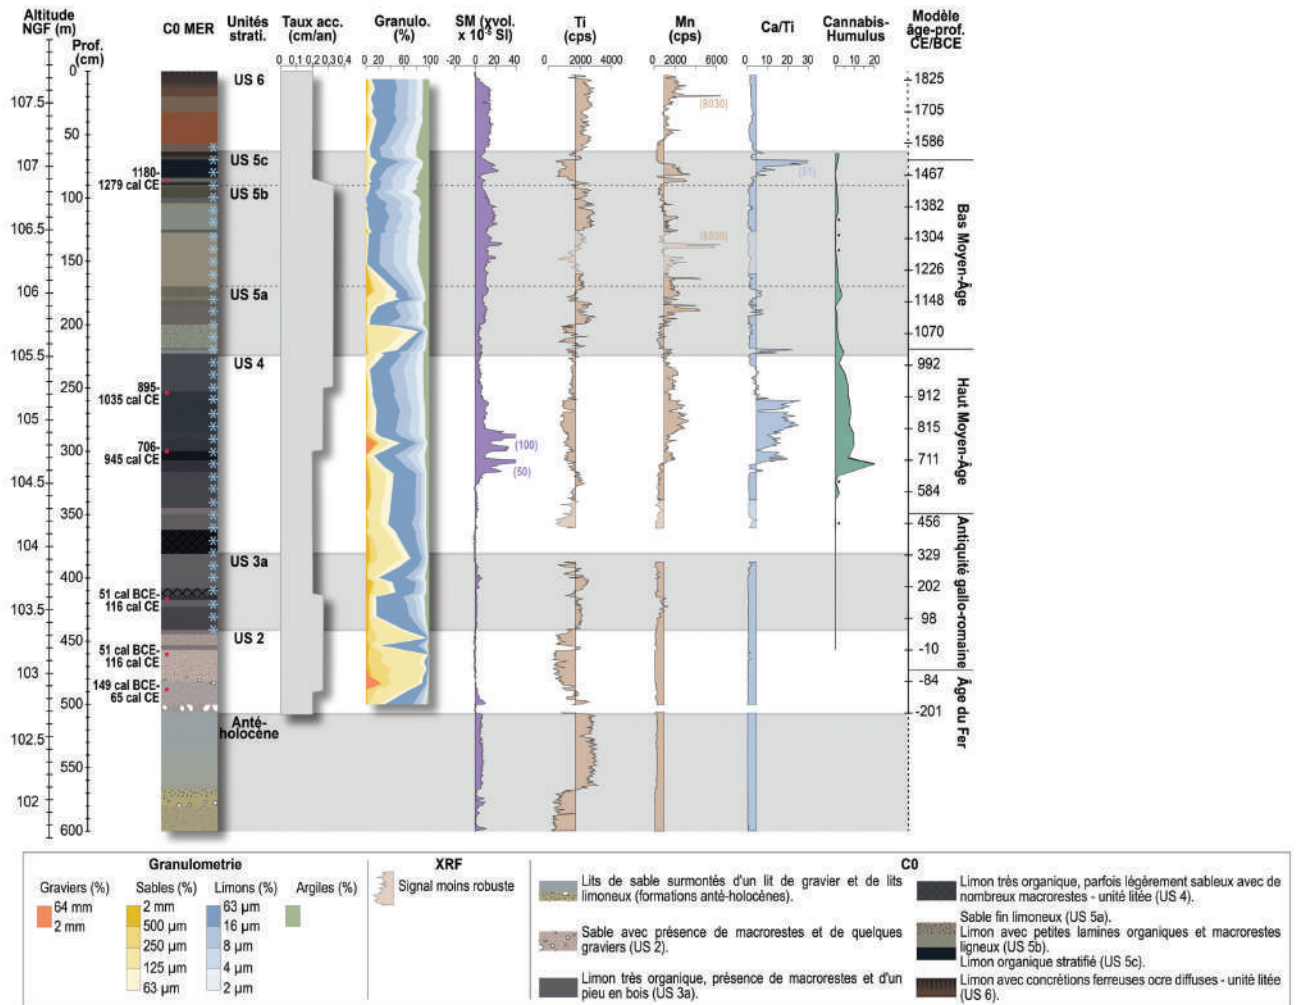 Altitude
NGF (m)
Prof.
(cm)
C0 MER
Unités
strati.
Taux acc.
(cm/an)
Granulo.
(%)
SM (χvol.
x 10⁻⁵ SI)
Ti
(cps)
Mn
(cps)
Ca/Ti
Cannabis-
Humulus
Modèle
âge-prof.
CE/BCE
0 0,1 0,2 0,3 0,4
0 20 60 100
-20 0 20 40
0 2000 4000
2000 6000
0 10 20 30
0 10 20
107.5
107
106.5
106
105.5
105
104.5
104
103.5
103
102.5
102
0
50
100
150
200
250
300
350
400
450
500
550
600
1180-
1279 cal CE
895-
1035 cal CE
706-
945 cal CE
51 cal BCE-
116 cal CE
51 cal BCE-
116 cal CE
149 cal BCE-
65 cal CE
US 6
US 5c
US 5b
US 5a
US 4
US 3a
US 2
Anté-
holocène
(100)
(50)
(8030)
(8500)
(51)
1825
1705
1586
1467
1382
1304
1226
1148
1070
992
912
815
711
584
456
329
202
98
-10
-84
-201
Bas Moyen-Âge
Haut Moyen-Âge
Antiquité gallo-romaine
Âge du Fer
Granulometrie
Graviers (%)
64 mm
2 mm
Sables (%)
2 mm
500 µm
250 µm
125 µm
63 µm
Limons (%)
63 µm
16 µm
8 µm
4 µm
2 µm
Argiles (%)
XRF
Signal moins robuste
C0
Lits de sable surmontés d'un lit de gravier et de lits
limoneux (formations anté-holocènes).
Sable avec présence de macrorestes et de quelques
graviers (US 2).
Limon très organique, présence de macrorestes et d'un
pieu en bois (US 3a).
Limon très organique, parfois légèrement sableux avec de
nombreux macrorestes - unité litée (US 4).
Sable fin limoneux (US 5a).
Limon avec petites lamines organiques et macrorestes
ligneux (US 5b).
Limon organique stratifié (US 5c).
Limon avec concrétions ferreuses ocre diffuses - unité litée
(US 6).